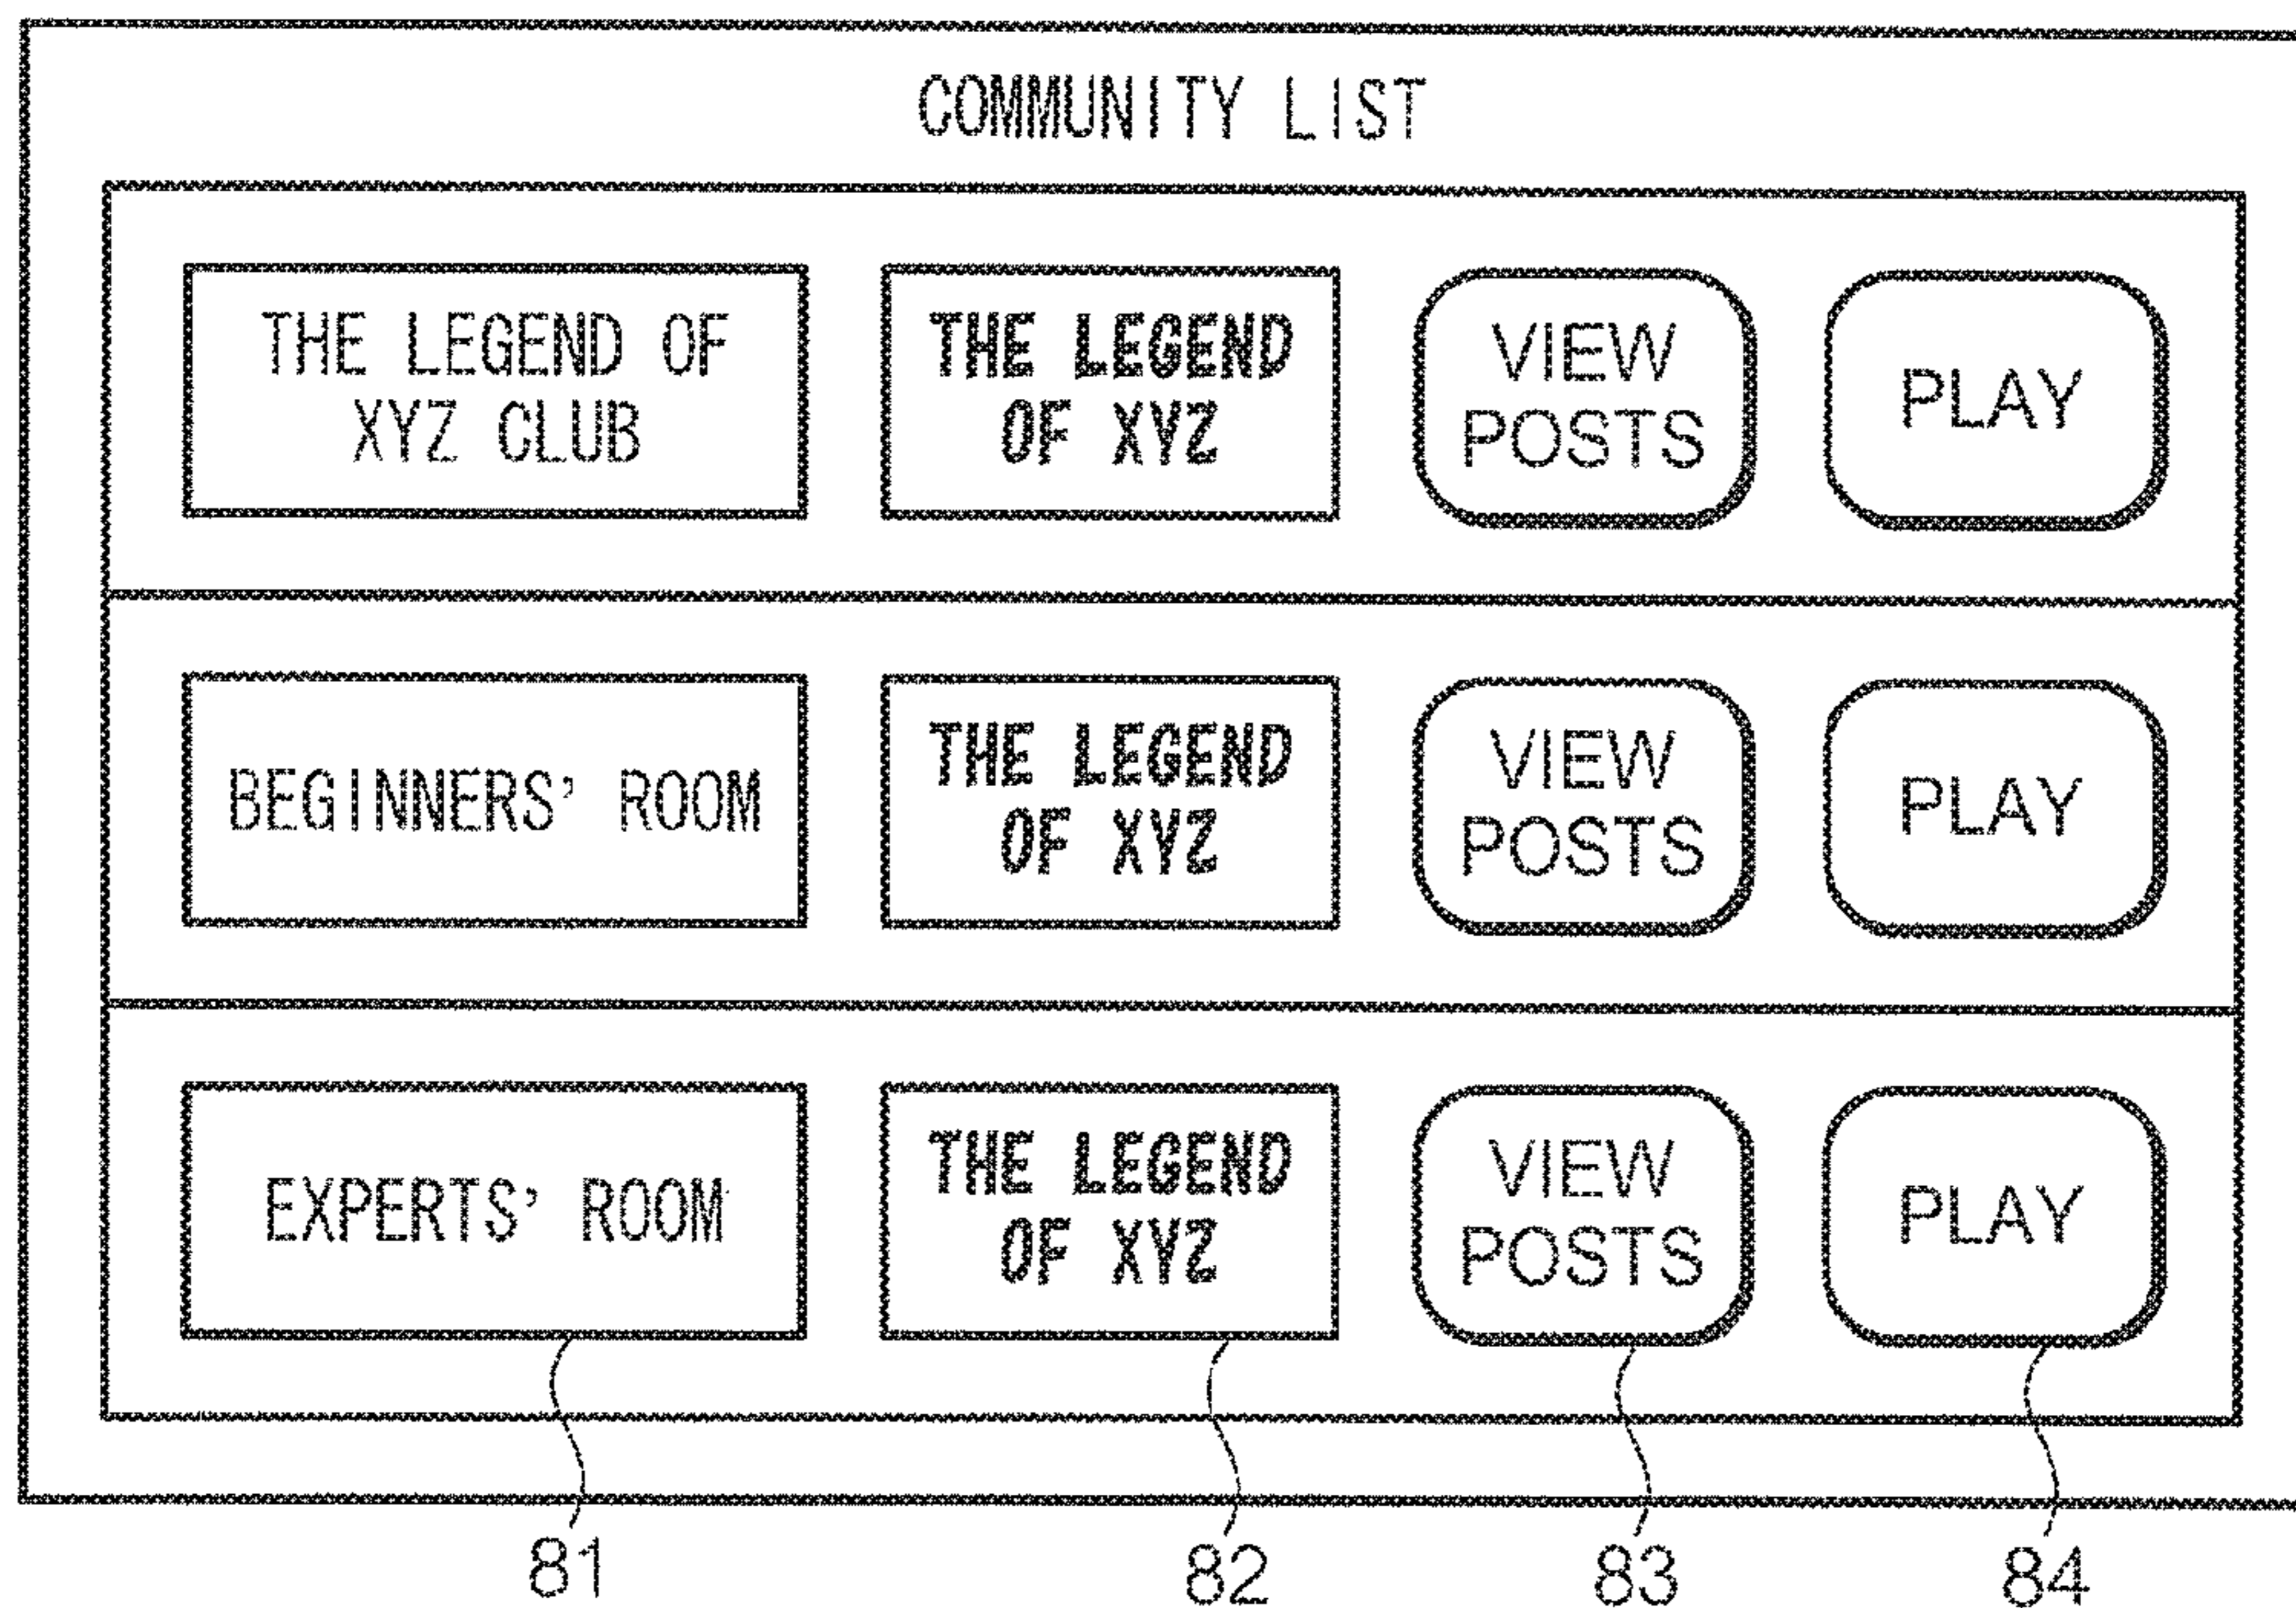 COMMUNITY LIST
THE LEGEND OF
XYZ CLUB
THE LEGEND
OF XYZ
VIEW
POSTS
PLAY
BEGINNERS' ROOM
THE LEGEND
OF XYZ
VIEW
POSTS
PLAY
EXPERTS' ROOM
THE LEGEND
OF XYZ
VIEW
POSTS
PLAY
81
82
83
84